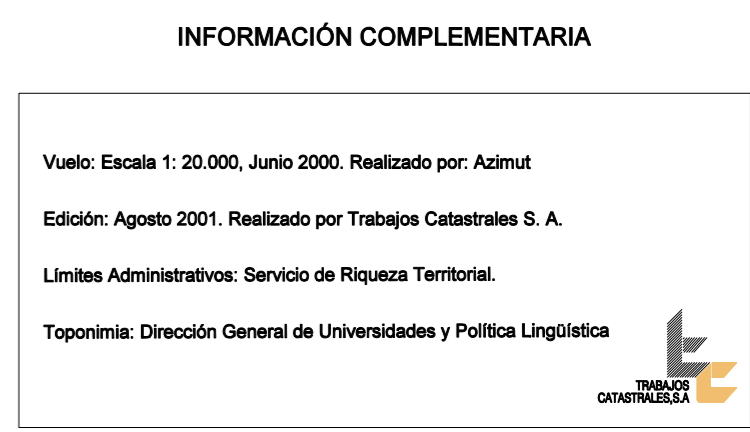 INFORMACIÓN COMPLEMENTARIA
Vuelo: Escala 1: 20.000, Junio 2000. Realizado por: Azimut
Edición: Agosto 2001. Realizado por Trabajos Catastrales S. A.
Límites Administrativos: Servicio de Riqueza Territorial.
Toponimia: Dirección General de Universidades y Política Lingüística
TRABAJOS
CATASTRALES,S.A